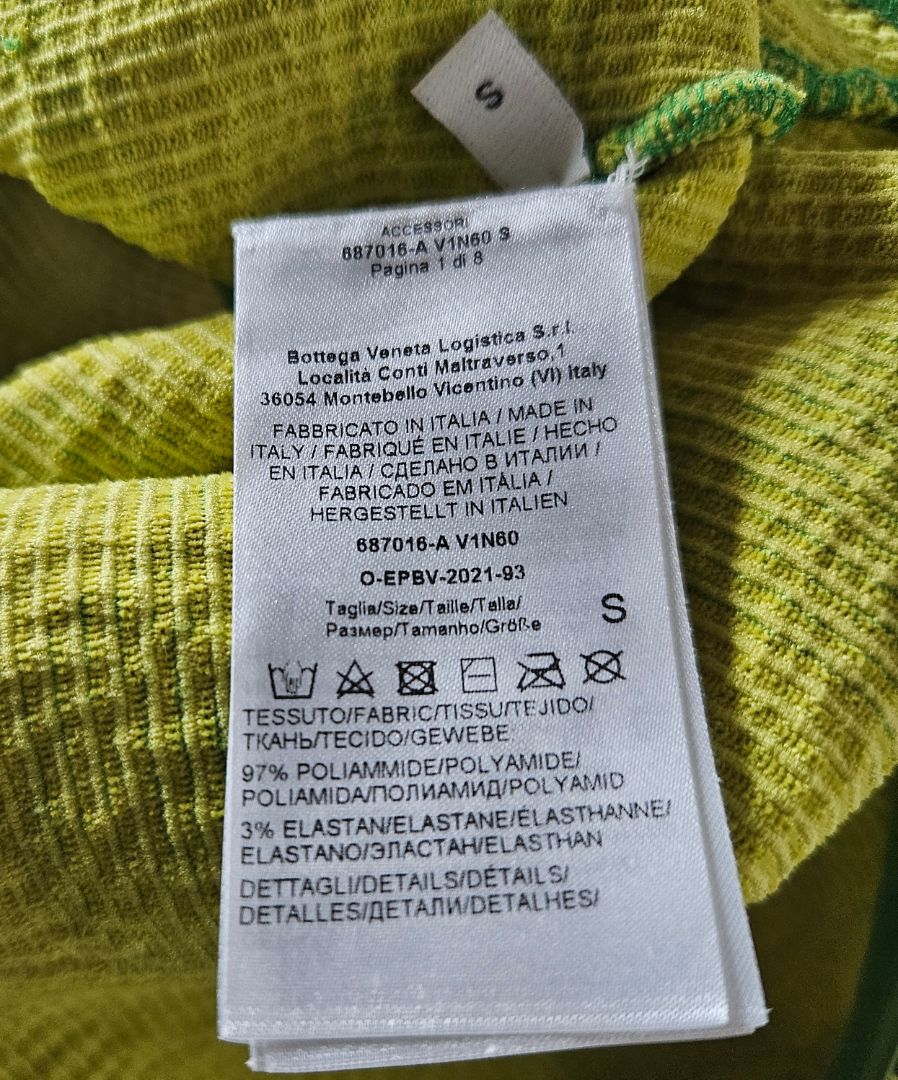 S
ACCESSORI
687016-A V1N60 S
Pagina 1 di 8
Bottega Veneta Logistica S.r.l.
Località Conti Maltraverso,1
36054 Montebello Vicentino (VI) Italy
FABBRICATO IN ITALIA / MADE IN
ITALY / FABRIQUÉ EN ITALIE / HECHO
EN ITALIA / СДЕЛАНО В ИТАЛИИ /
FABRICADO EM ITÀLIA /
HERGESTELLT IN ITALIEN
687016-A V1N60
O-EPBV-2021-93
Taglia/Size/Taille/Talla/
Размер/Tamanho/Größe
S
TESSUTO/FABRIC/TISSU/TEJIDO/
ТКАНЬ/TECIDO/GEWEBE
97% POLIAMMIDE/POLYAMIDE/
POLIAMIDA/ПОЛИАМИД/POLYAMID
3% ELASTAN/ELASTANE/ÉLASTHANNE/
ELASTANO/ЭЛАСТАН/ELASTHAN
DETTAGLI/DETAILS/DÉTAILS/
DETALLES/ДЕТАЛИ/DETALHES/